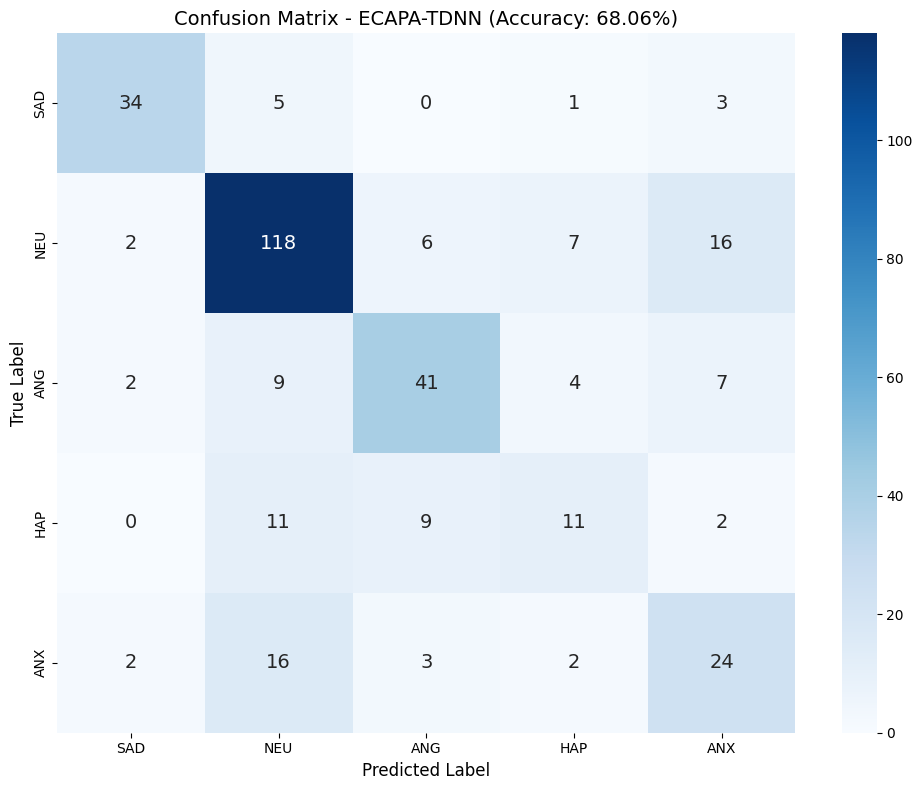 Confusion Matrix - ECAPA-TDNN (Accuracy: 68.06%)
True Label
SAD 34 5 0 1 3
NEU 2 118 6 7 16
ANG 2 9 41 4 7
HAP 0 11 9 11 2
ANX 2 16 3 2 24
SAD NEU ANG HAP ANX
Predicted Label
100
80
60
40
20
0